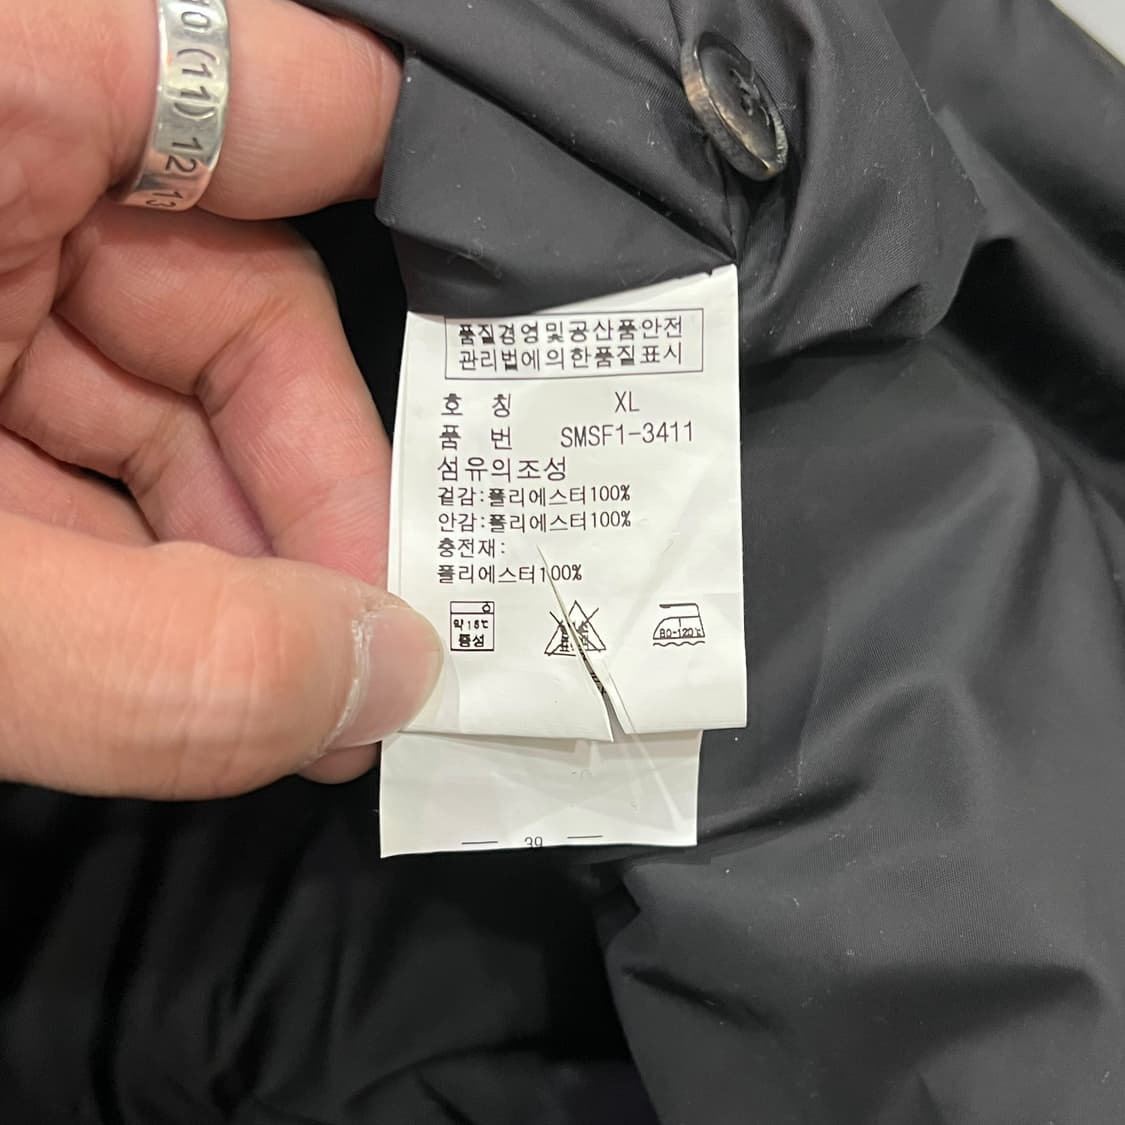 0 (11) 12 13
품질경영및공산품안전
관리법에의한품질표시
호 칭 XL
품 번 SMSF1-3411
섬유의조성
겉감:폴리에스터100%
안감:폴리에스터100%
충전재:
폴리에스터100%
약15℃
중성
80-120℃
39